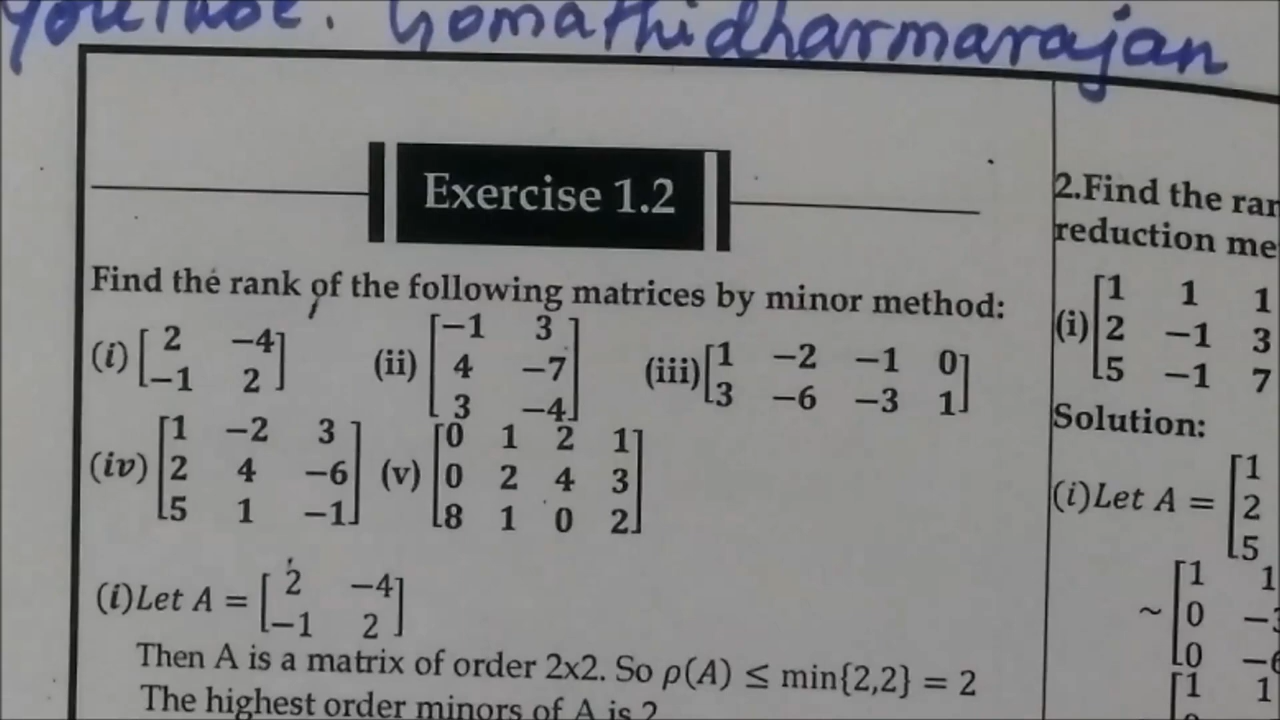 YouTube: Gomathidharmarajan
Exercise 1.2
Find the rank of the following matrices by minor method:
(i) [2 −4
−1 2]
(ii) [−1 3
4 −7
3 −4]
(iii) [1 −2 −1 0
3 −6 −3 1]
(iv) [1 −2 3
2 4 −6
5 1 −1]
(v) [0 1 2 1
0 2 4 3
8 1 0 2]
(i)Let A = [2 −4
−1 2]
Then A is a matrix of order 2x2. So ρ(A) ≤ min{2,2} = 2
The highest order minors of A is 2
2.Find the
reduction
(i) [1 1 1
2 −1 3
5 −1 7
Solution:
(i)Let A = [1
2
5
~ [1 1
0
0
[1 1